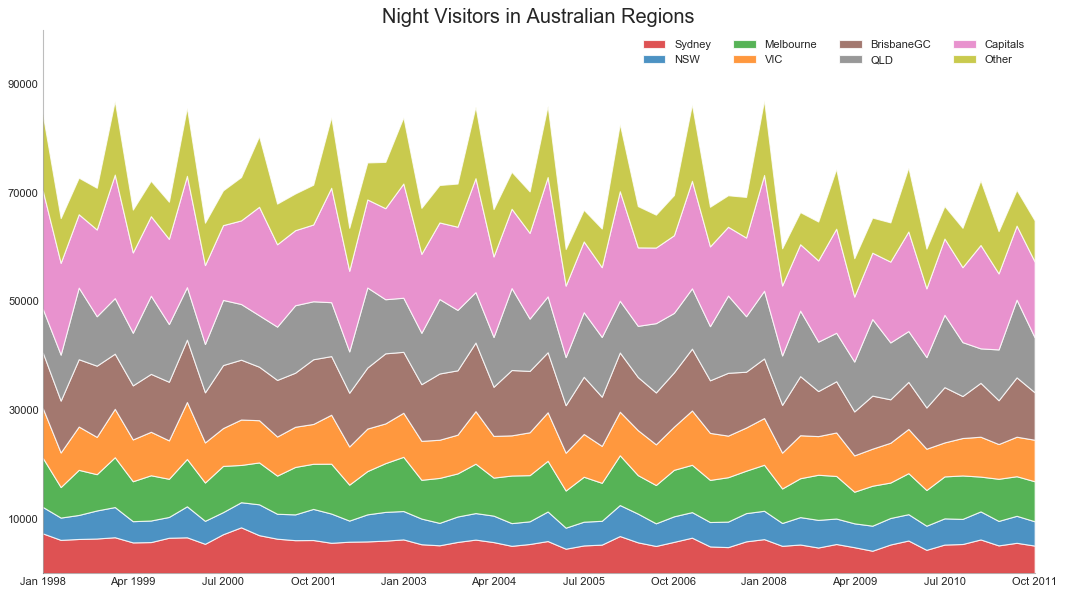 Night Visitors in Australian Regions
Sydney Melbourne BrisbaneGC Capitals
NSW VIC QLD Other
90000
70000
50000
30000
10000
Jan 1998 Apr 1999 Jul 2000 Oct 2001 Jan 2003 Apr 2004 Jul 2005 Oct 2006 Jan 2008 Apr 2009 Jul 2010 Oct 2011